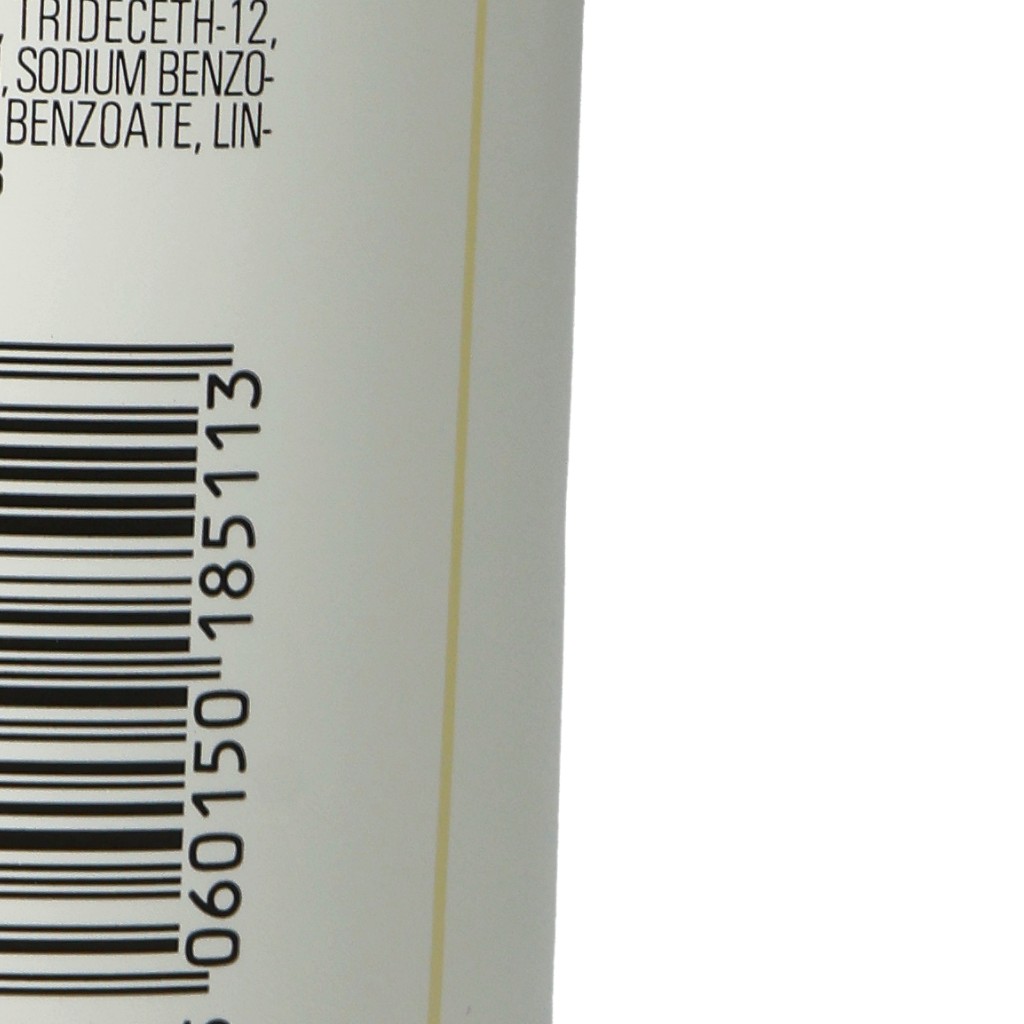 , TRIDECETH-12,
, SODIUM BENZO-
BENZOATE, LIN-
060150 185113